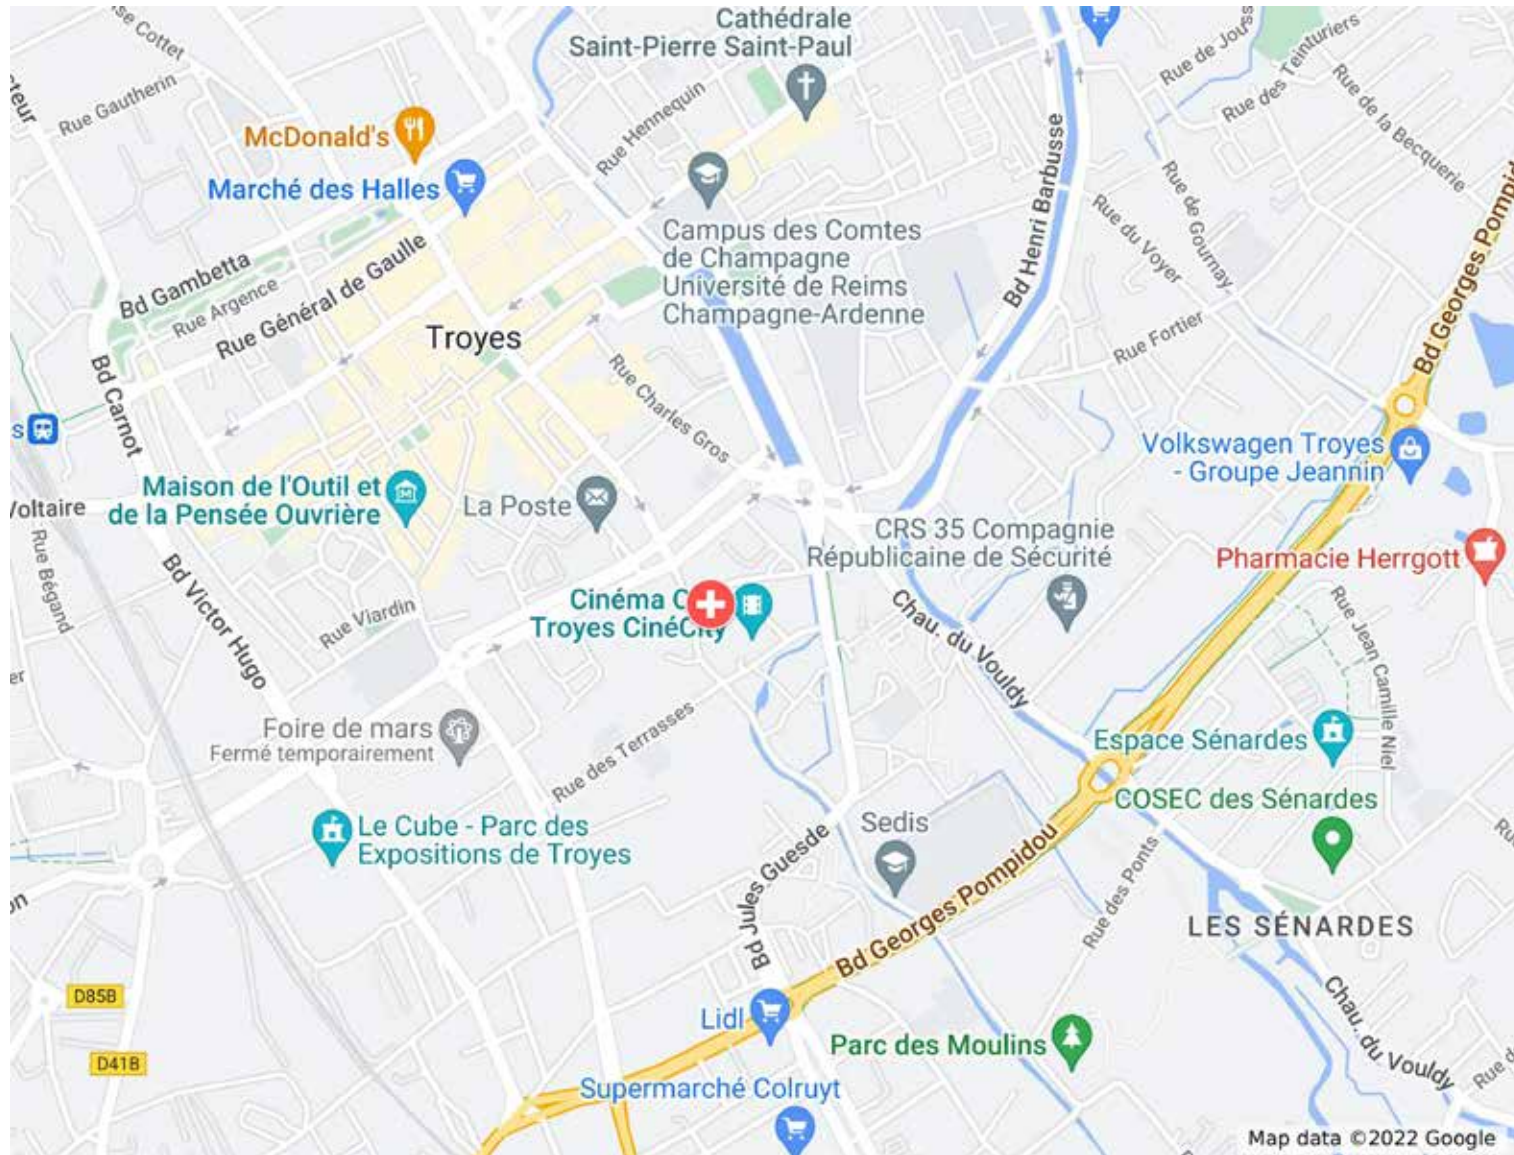 Cathédrale
Saint-Pierre Saint-Paul
Rue de Jouss
Rue des Teinturiers
Rue de la Becquerie
se Cottet
Rue Gautherin
teur
McDonald's
Marché des Halles
Rue Hennequin
Campus des Comtes
de Champagne
Université de Reims
Champagne-Ardenne
Bd Henri Barbusse
Rue du Voyer
Rue de Gournay
Bd Georges Pompid
Bd Gambetta
Rue Argence
Rue Général de Gaulle
Troyes
Rue Charles Gros
Rue Fortier
Bd Carnot
s
Volkswagen Troyes
- Groupe Jeannin
Voltaire
Maison de l'Outil et
de la Pensée Ouvrière
La Poste
CRS 35 Compagnie
Républicaine de Sécurité
Pharmacie Herrgott
Rue Bégand
Bd Victor Hugo
Rue Viardin
Cinéma C
Troyes CinéCity
Chau. du Vouldy
Rue Jean Camille Niel
er
Foire de mars
Fermé temporairement
Rue des Terrasses
Espace Sénardes
COSEC des Sénardes
Le Cube - Parc des
Expositions de Troyes
Sedis
Bd Jules Guesde
Bd Georges Pompidou
Rue des Ponts
Ru
on
LES SÉNARDES
D85B
D41B
Lidl
Parc des Moulins
Chau. du Vouldy
Rue d
Supermarché Colruyt
Map data ©2022 Google